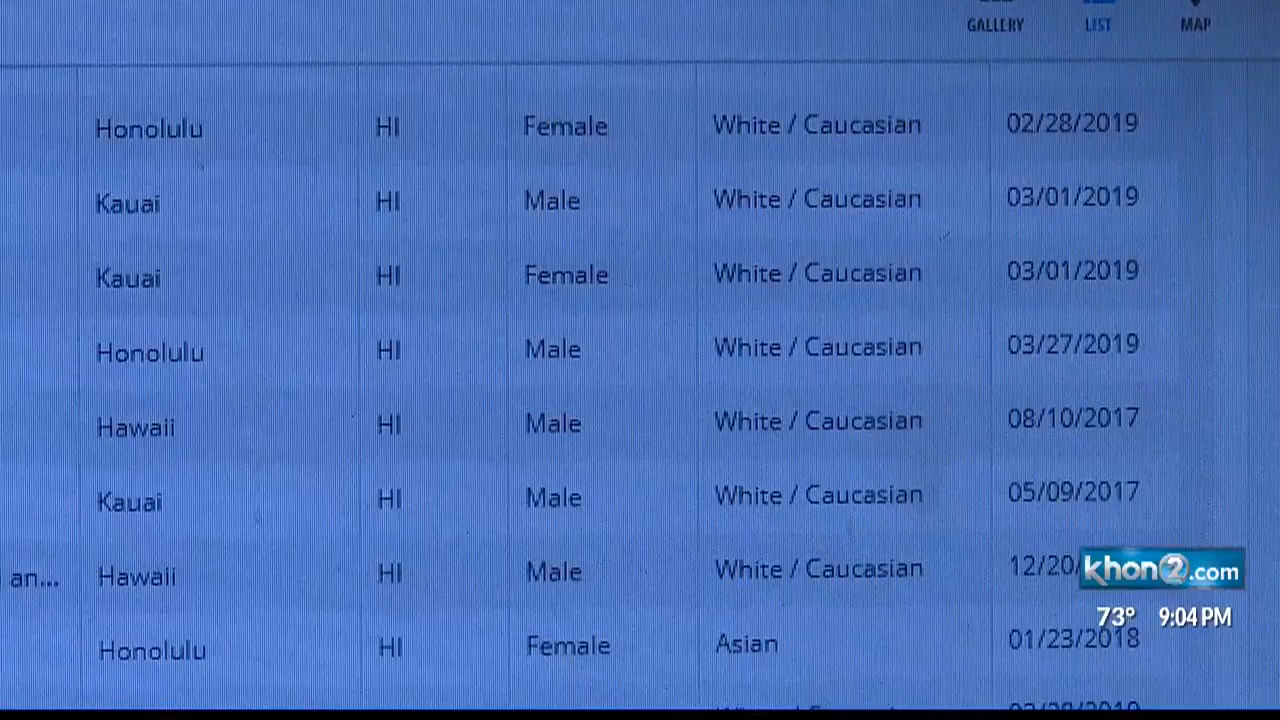 GALLERY LIST MAP
Honolulu HI Female White / Caucasian 02/28/2019
Kauai HI Male White / Caucasian 03/01/2019
Kauai HI Female White / Caucasian 03/01/2019
Honolulu HI Male White / Caucasian 03/27/2019
Hawaii HI Male White / Caucasian 08/10/2017
Kauai HI Male White / Caucasian 05/09/2017
an... Hawaii HI Male White / Caucasian 12/20/
khon2.com
73° 9:04 PM
Honolulu HI Female Asian 01/23/2018